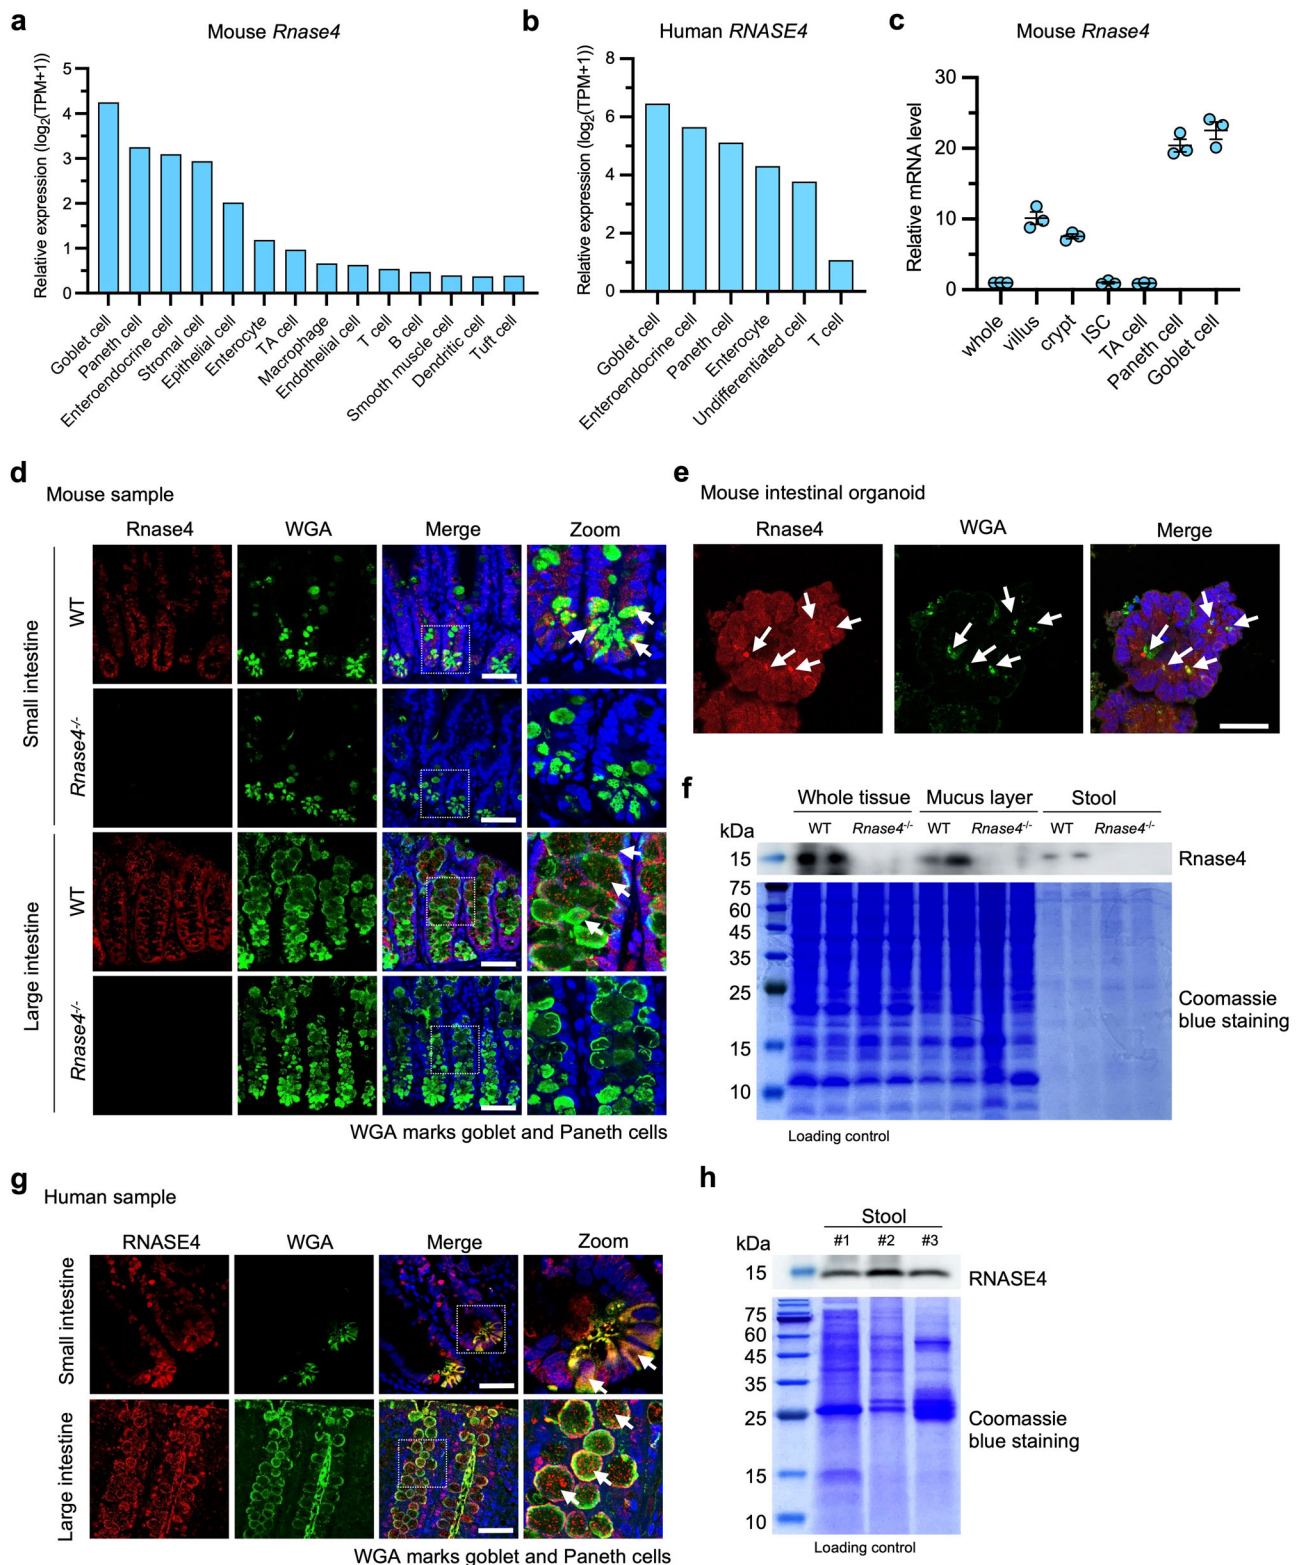 a
Mouse Rnase4
Relative expression (log2(TPM+1))
5
4
3
2
1
0
Goblet cell
Paneth cell
Enteroendocrine cell
Stromal cell
Epithelial cell
Enterocyte
TA cell
Macrophage
Endothelial cell
T cell
B cell
Smooth muscle cell
Dendritic cell
Tuft cell
b
Human RNASE4
Relative expression (log2(TPM+1))
8
6
4
2
0
Goblet cell
Enteroendocrine cell
Paneth cell
Enterocyte
Undifferentiated cell
T cell
c
Mouse Rnase4
Relative mRNA level
30
20
10
0
whole
villus
crypt
ISC
TA cell
Paneth cell
Goblet cell
d
Mouse sample
Rnase4 WGA Merge Zoom
Small intestine
WT
Rnase4-/-
Large intestine
WT
Rnase4-/-
WGA marks goblet and Paneth cells
e
Mouse intestinal organoid
Rnase4 WGA Merge
f
Whole tissue Mucus layer Stool
kDa WT Rnase4-/- WT Rnase4-/- WT Rnase4-/-
15 Rnase4
75
60
45
35
25
Coomassie
blue staining
15
10
Loading control
g
Human sample
RNASE4 WGA Merge Zoom
Small intestine
Large intestine
WGA marks goblet and Paneth cells
h
Stool
kDa #1 #2 #3
15 RNASE4
75
60
45
35
25
Coomassie
blue staining
15
10
Loading control